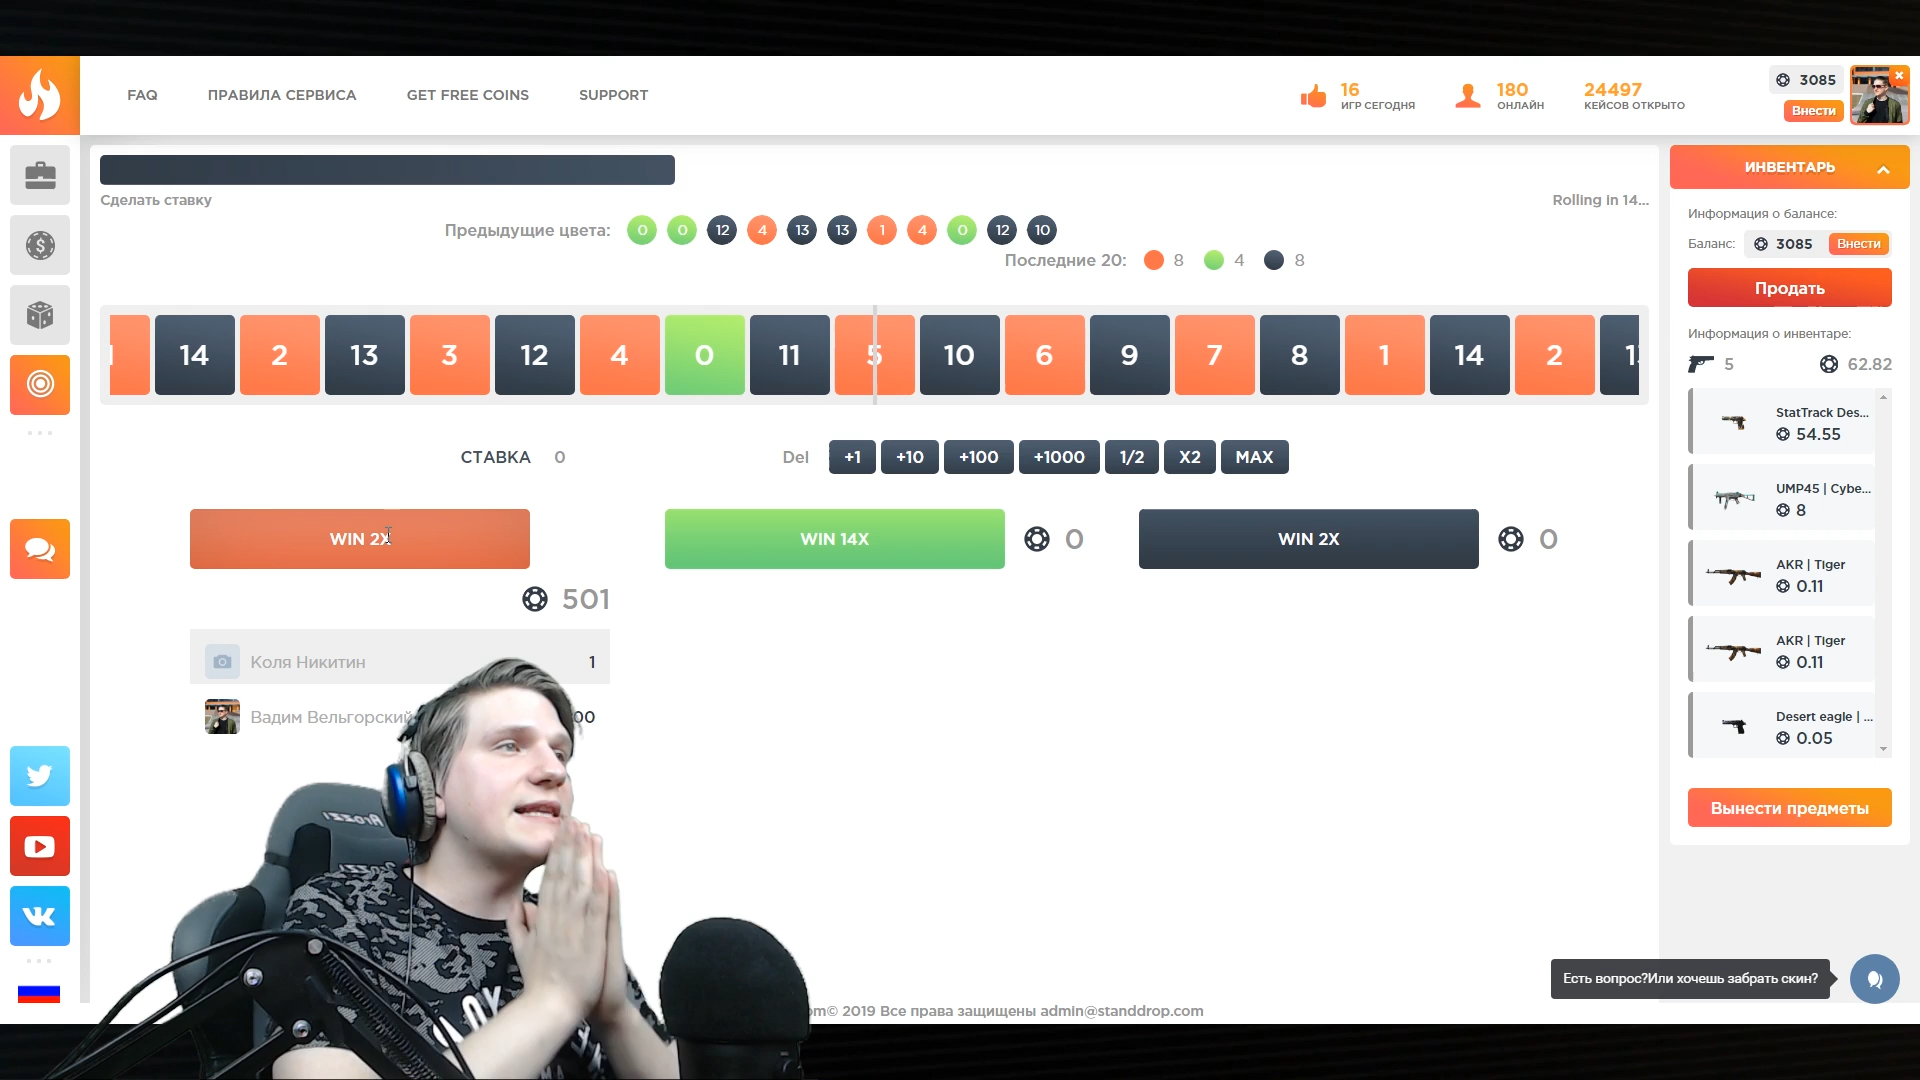 FAQ ПРАВИЛА СЕРВИСА GET FREE COINS SUPPORT
16 ИГР СЕГОДНЯ
180 ОНЛАЙН
24497 КЕЙСОВ ОТКРЫТО
3085
Внести
Сделать ставку
Rolling in 14...
Предыдущие цвета: 0 0 12 4 13 13 1 4 0 12 10
Последние 20: 8 4 8
14 2 13 3 12 4 0 11 5 10 6 9 7 8 1 14 2
СТАВКА 0
Del +1 +10 +100 +1000 1/2 X2 MAX
WIN 2X
WIN 14X 0
WIN 2X 0
501
Коля Никитин 1
Вадим Вельгорский
ИНВЕНТАРЬ
Информация о балансе:
Баланс: 3085 Внести
Продать
Информация о инвентаре:
5 62.82
StatTrack Des...
54.55
UMP45 | Cybe...
8
AKR | Tiger
0.11
AKR | Tiger
0.11
Desert eagle | ...
0.05
Вынести предметы
Есть вопрос?Или хочешь забрать скин?
© 2019 Все права защищены admin@standdrop.com